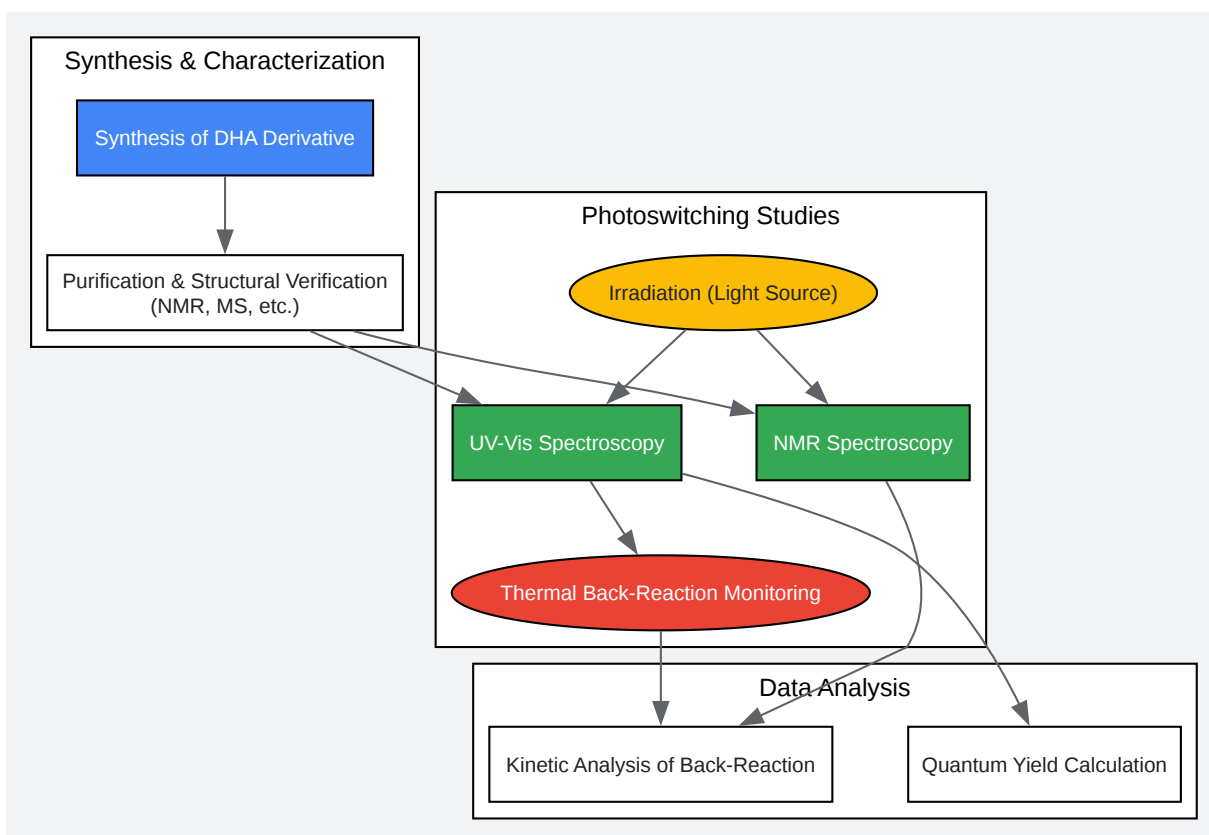 Synthesis & Characterization
Synthesis of DHA Derivative
Purification & Structural Verification
(NMR, MS, etc.)
Photoswitching Studies
Irradiation (Light Source)
UV-Vis Spectroscopy
NMR Spectroscopy
Thermal Back-Reaction Monitoring
Data Analysis
Kinetic Analysis of Back-Reaction
Quantum Yield Calculation